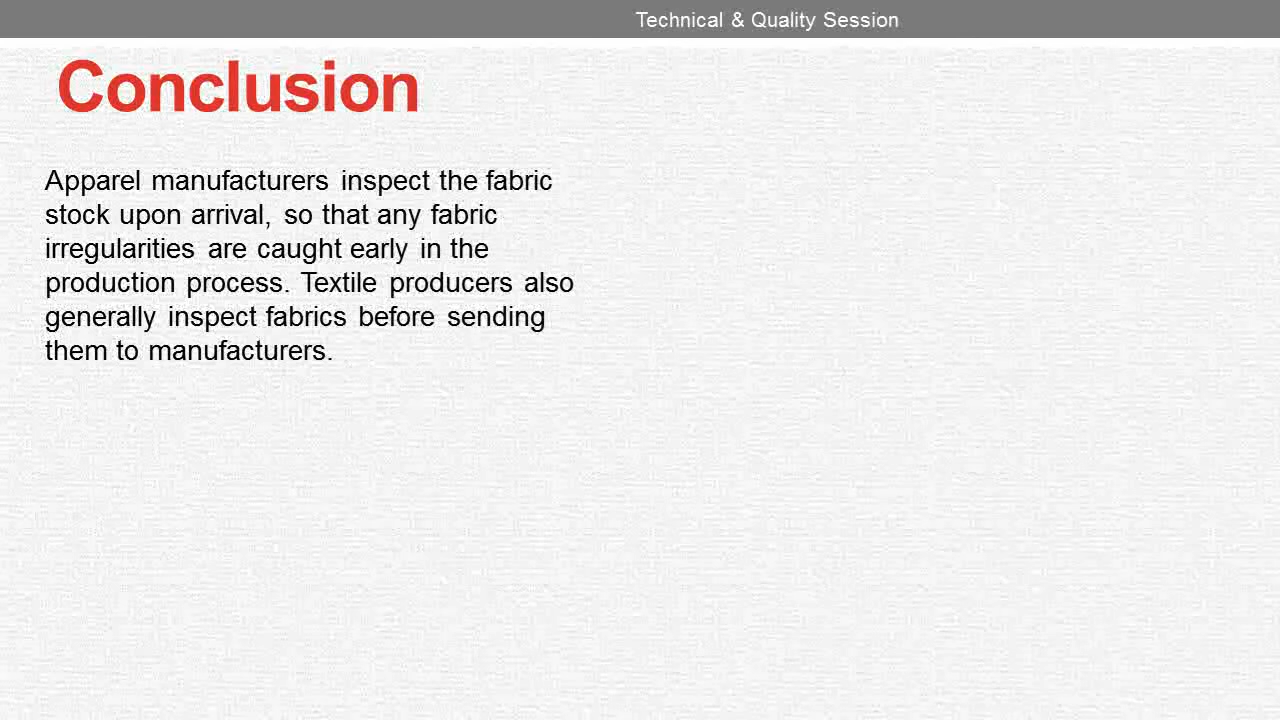 Technical & Quality Session
Conclusion
Apparel manufacturers inspect the fabric
stock upon arrival, so that any fabric
irregularities are caught early in the
production process. Textile producers also
generally inspect fabrics before sending
them to manufacturers.